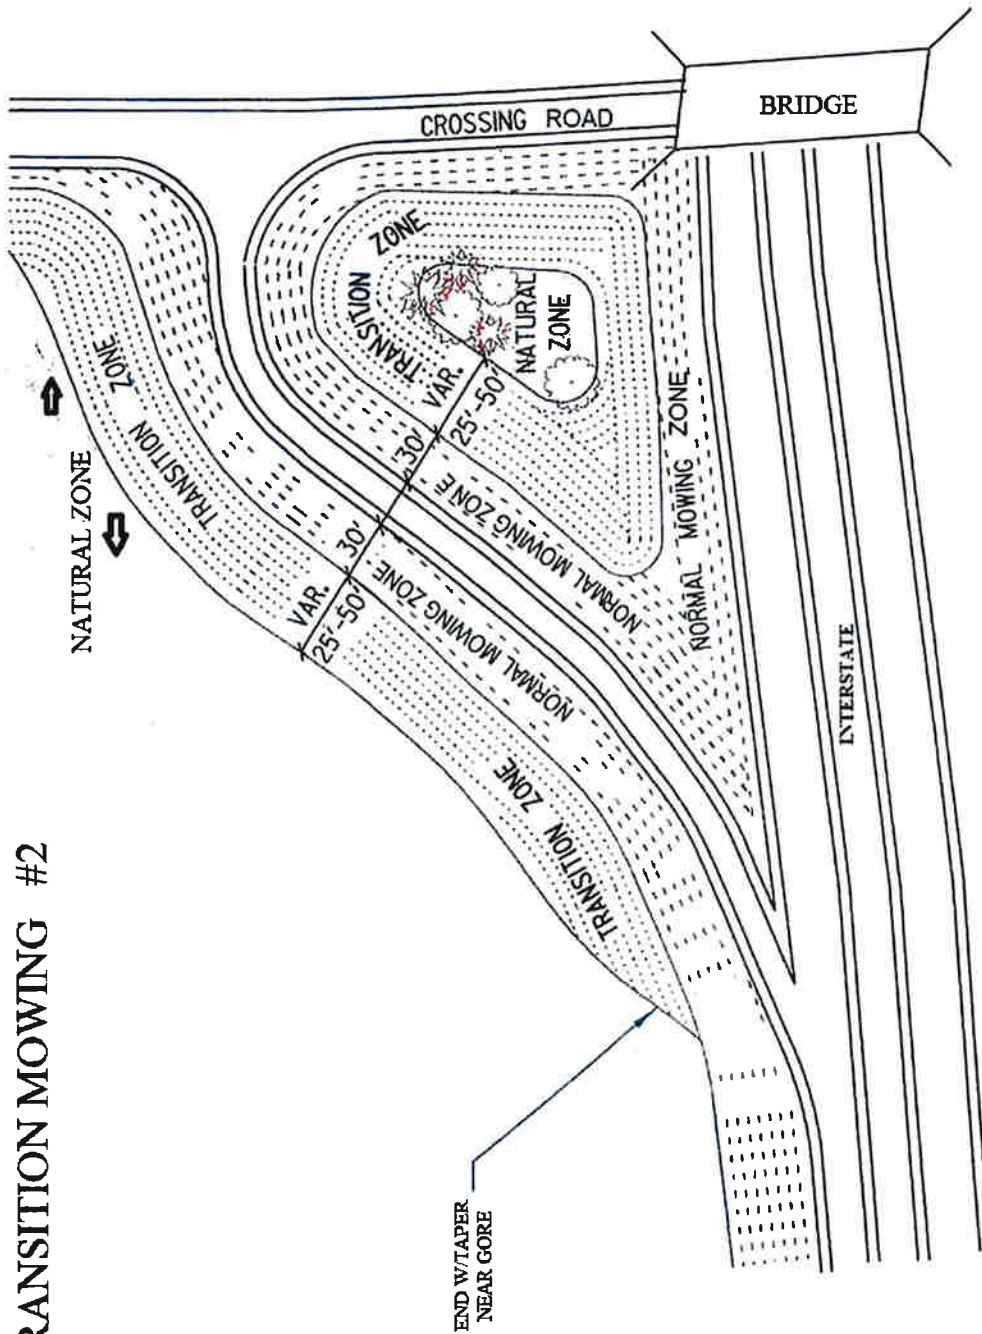 RANSITION MOWING #2
NATURAL ZONE
CROSSING ROAD
BRIDGE
TRANSITION ZONE
TRANSITION ZONE
NATURAL
ZONE
VAR.
25'-50'
30'
30'
VAR.
25'-50'
NORMAL MOWING ZONE
NORMAL MOWING ZONE
NORMAL MOWING ZONE
TRANSITION ZONE
INTERSTATE
END W/TAPER
NEAR GORE